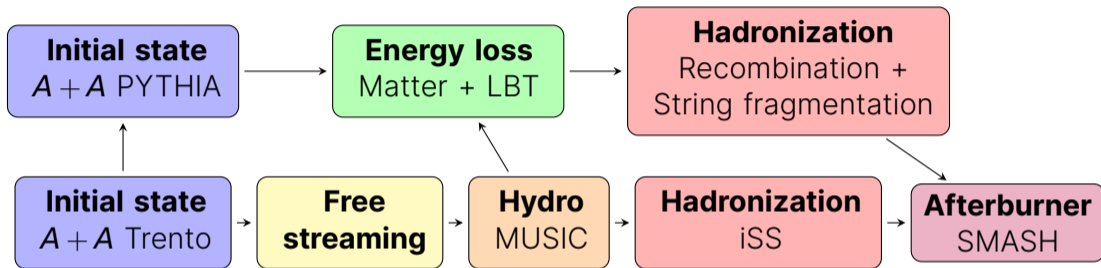 Initial state
A + A PYTHIA
Energy loss
Matter + LBT
Hadronization
Recombination +
String fragmentation
Initial state
A + A Trento
Free
streaming
Hydro
MUSIC
Hadronization
iSS
Afterburner
SMASH